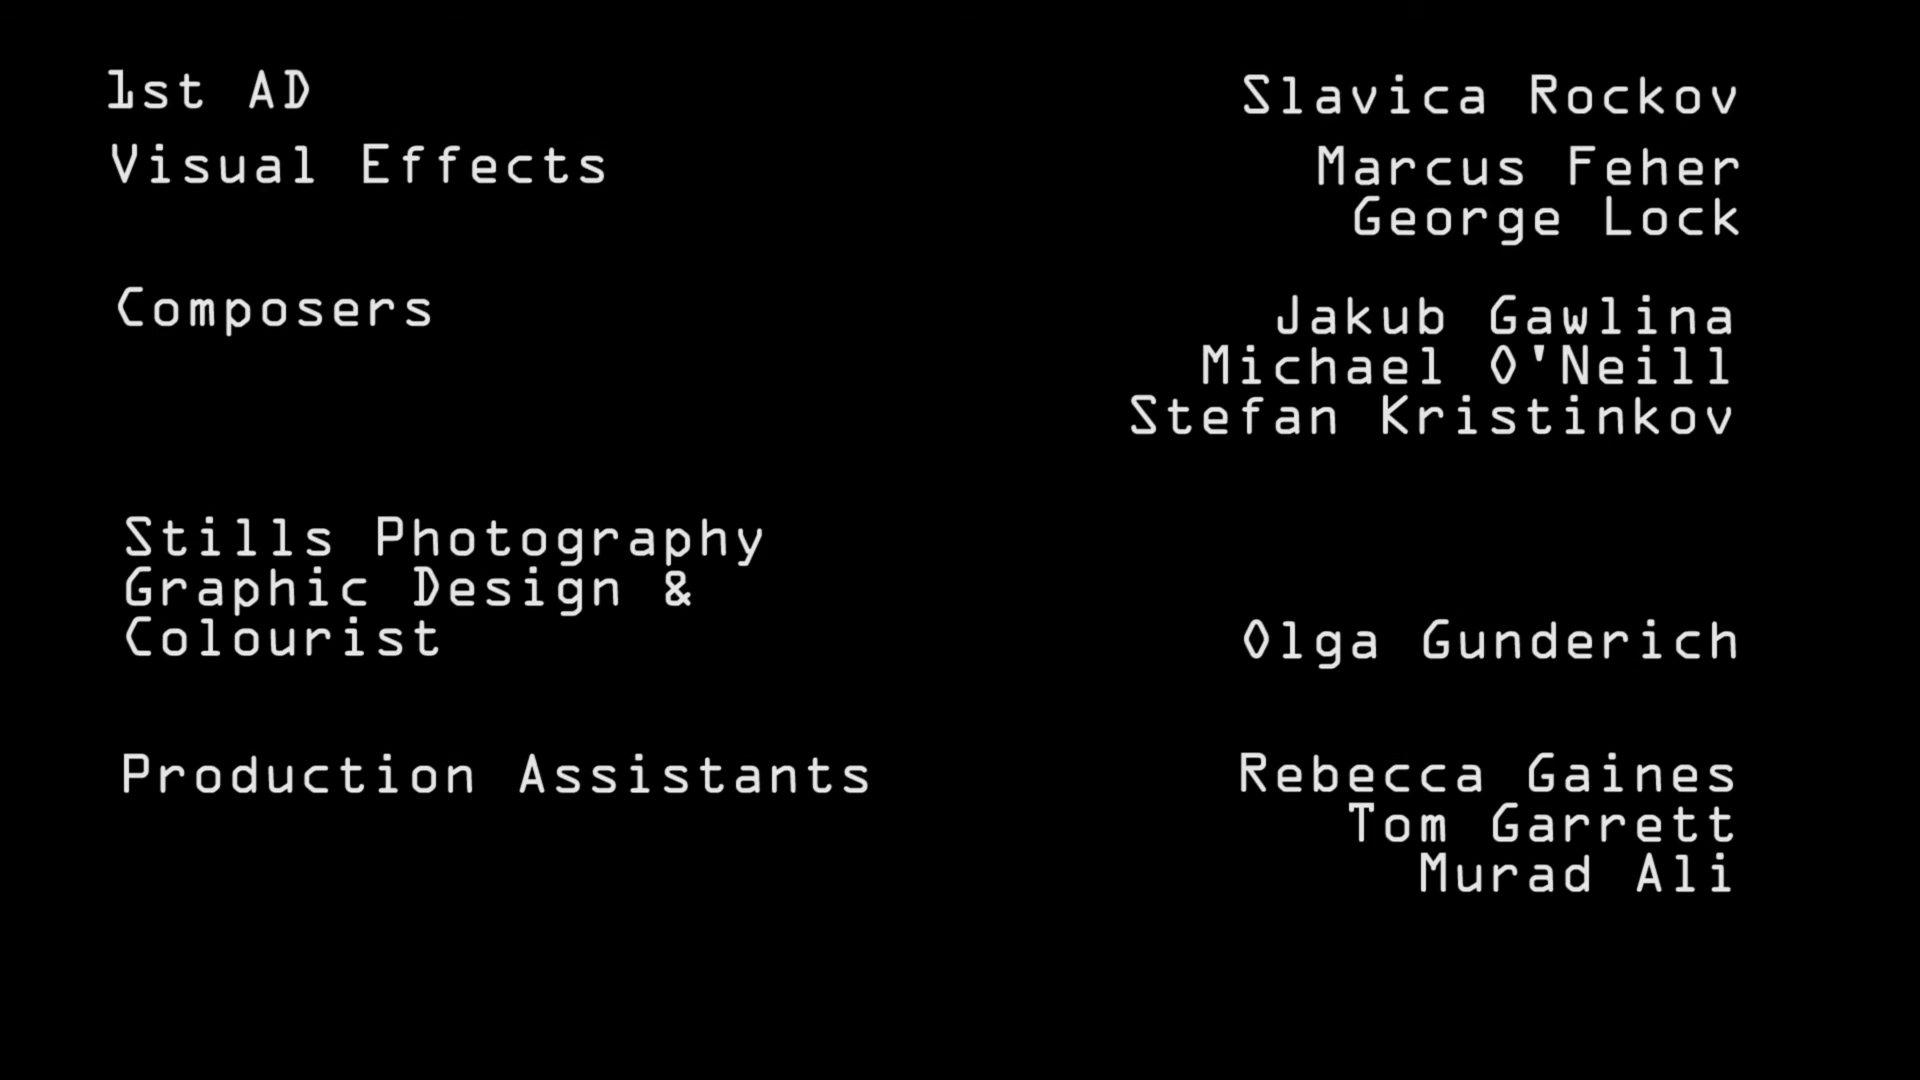 1st AD Slavica Rockov
Visual Effects Marcus Feher
George Lock
Composers Jakub Gawlina
Michael O'Neill
Stefan Kristinkov
Stills Photography
Graphic Design &
Colourist Olga Gunderich
Production Assistants Rebecca Gaines
Tom Garrett
Murad Ali